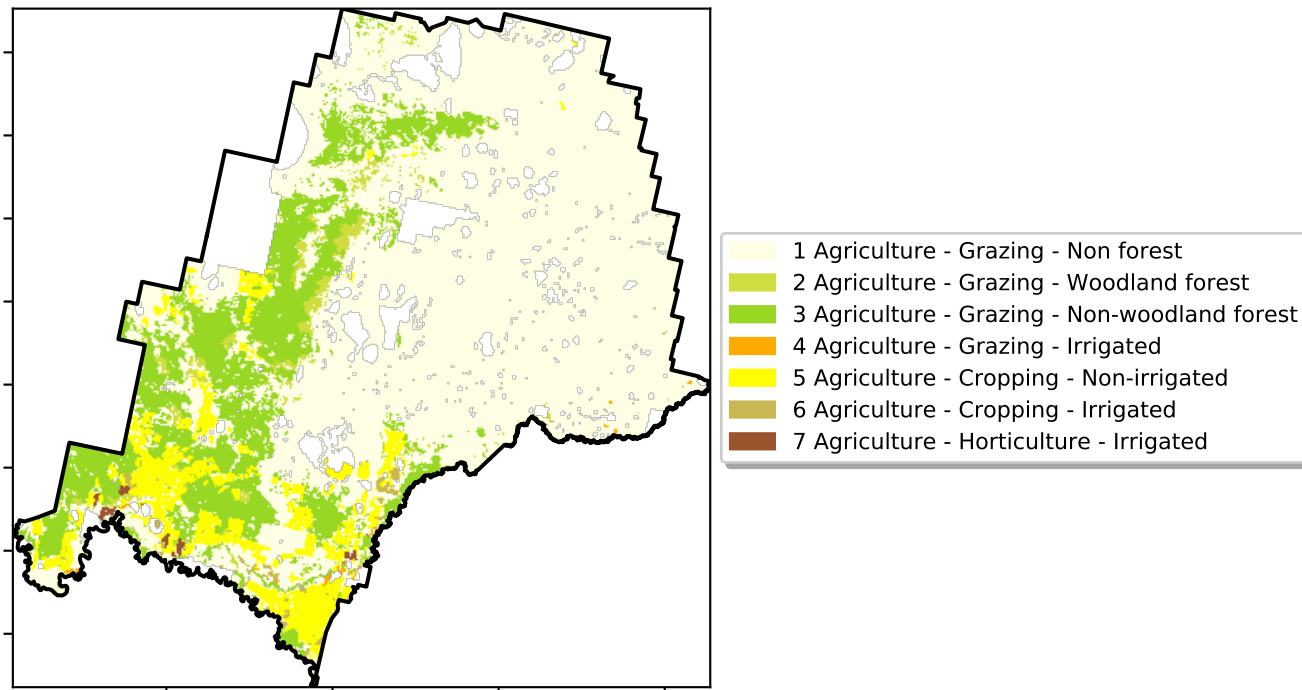 1 Agriculture - Grazing - Non forest
2 Agriculture - Grazing - Woodland forest
3 Agriculture - Grazing - Non-woodland forest
4 Agriculture - Grazing - Irrigated
5 Agriculture - Cropping - Non-irrigated
6 Agriculture - Cropping - Irrigated
7 Agriculture - Horticulture - Irrigated